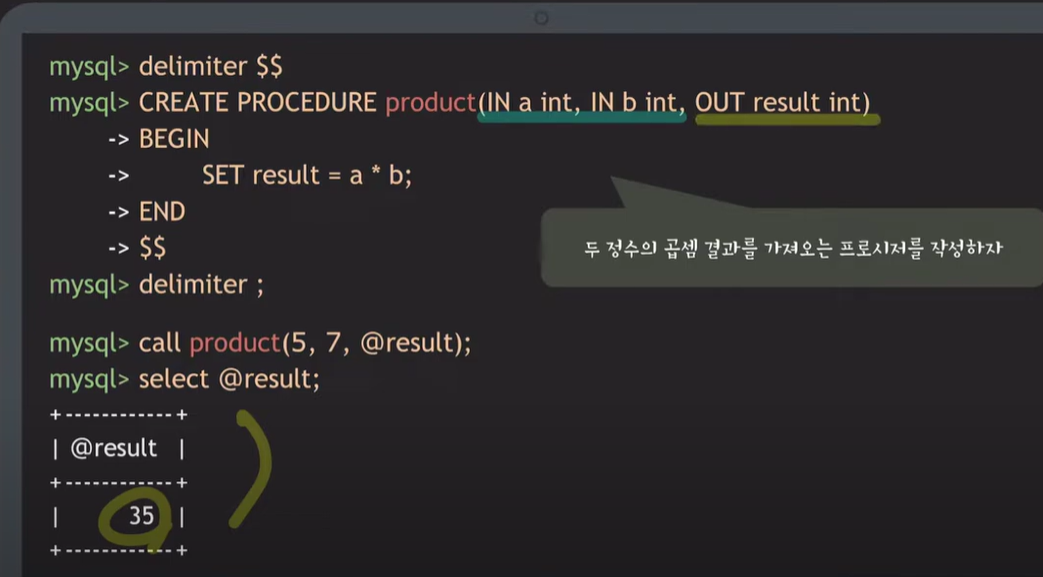 mysql> delimiter $$
mysql> CREATE PROCEDURE product(IN a int, IN b int, OUT result int)
-> BEGIN
-> SET result = a * b;
-> END
-> $$
mysql> delimiter ;
두 정수의 곱셈 결과를 가져오는 프로시저를 작성하자
mysql> call product(5, 7, @result);
mysql> select @result;
+------------+
| @result |
+------------+
| 35 |
+------------+